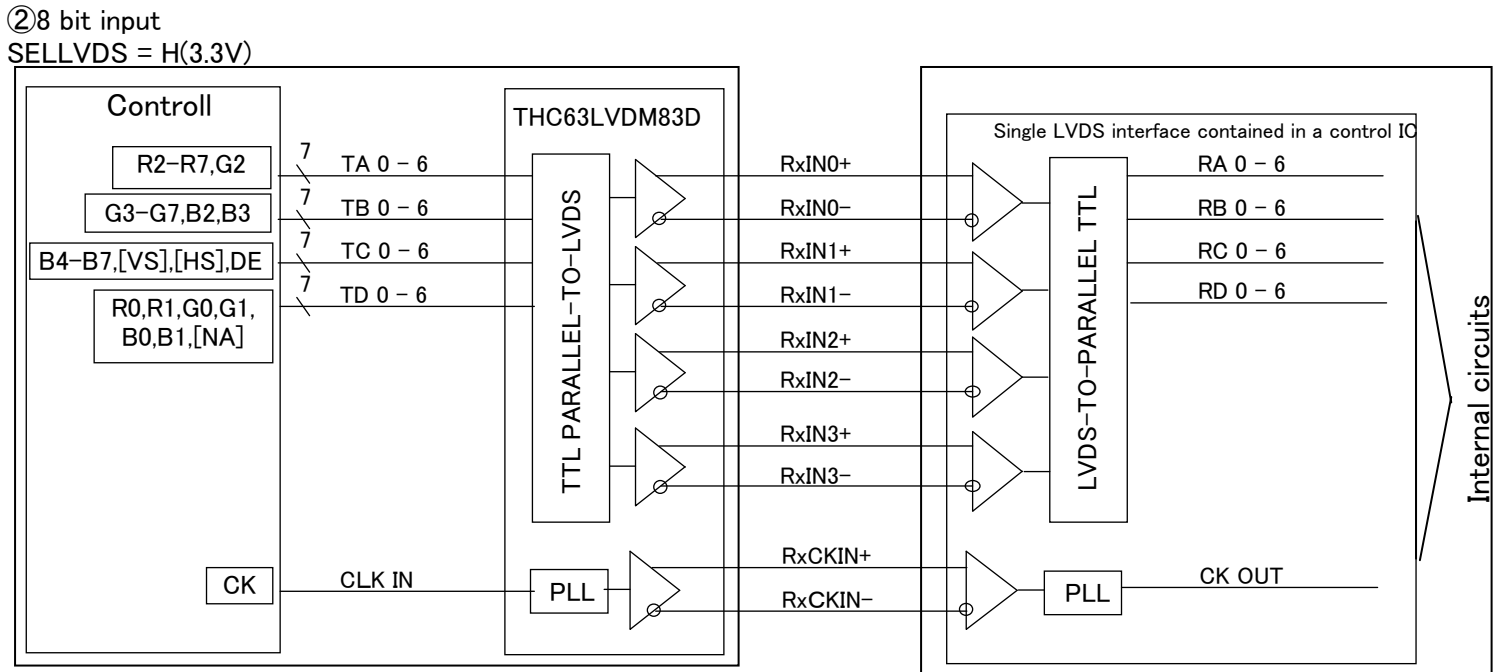 ②8 bit input
SELLVDS = H(3.3V)
Controll
R2-R7,G2
G3-G7,B2,B3
B4-B7,[VS],[HS],DE
R0,R1,G0,G1,
B0,B1,[NA]
CK
7
TA 0 - 6
7
TB 0 - 6
7
TC 0 - 6
7
TD 0 - 6
CLK IN
THC63LVDM83D
TTL PARALLEL-TO-LVDS
PLL
RxIN0+
RxIN0-
RxIN1+
RxIN1-
RxIN2+
RxIN2-
RxIN3+
RxIN3-
RxCKIN+
RxCKIN-
Single LVDS interface contained in a control IC
LVDS-TO-PARALLEL TTL
PLL
RA 0 - 6
RB 0 - 6
RC 0 - 6
RD 0 - 6
CK OUT
Internal circuits